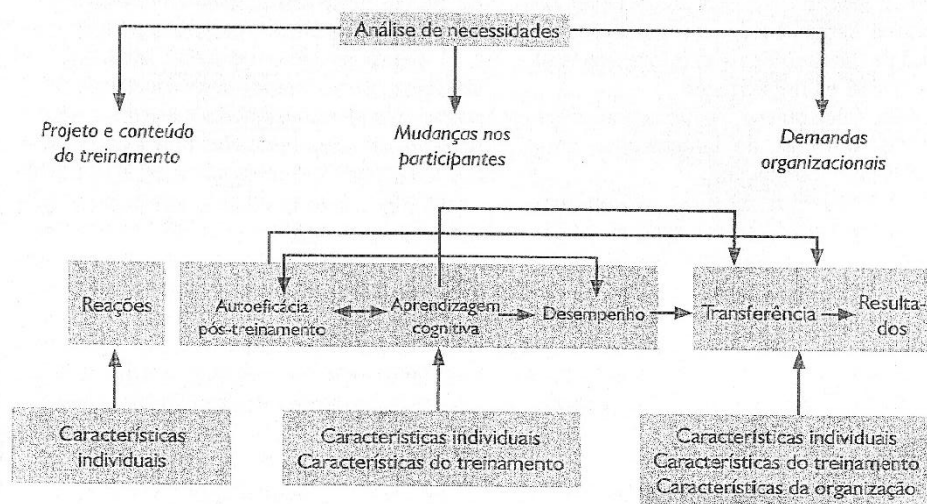 Análise de necessidades
Projeto e conteúdo
do treinamento
Mudanças nos
participantes
Demandas
organizacionais
Reações
Autoeficácia
pós-treinamento
Aprendizagem
cognitiva
Desempenho
Transferência
Resulta-
dos
Características
individuais
Características individuais
Características do treinamento
Características individuais
Características do treinamento
Características da organização